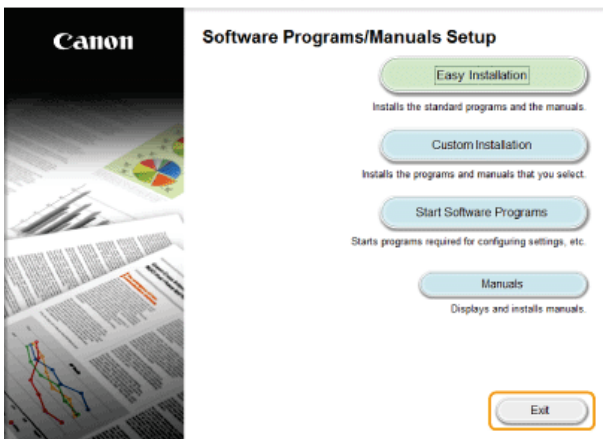 Canon
Software Programs/Manuals Setup
Easy Installation
Installs the standard programs and the manuals.
Custom Installation
Installs the programs and manuals that you select.
Start Software Programs
Starts programs required for configuring settings, etc.
Manuals
Displays and installs manuals.
Exit